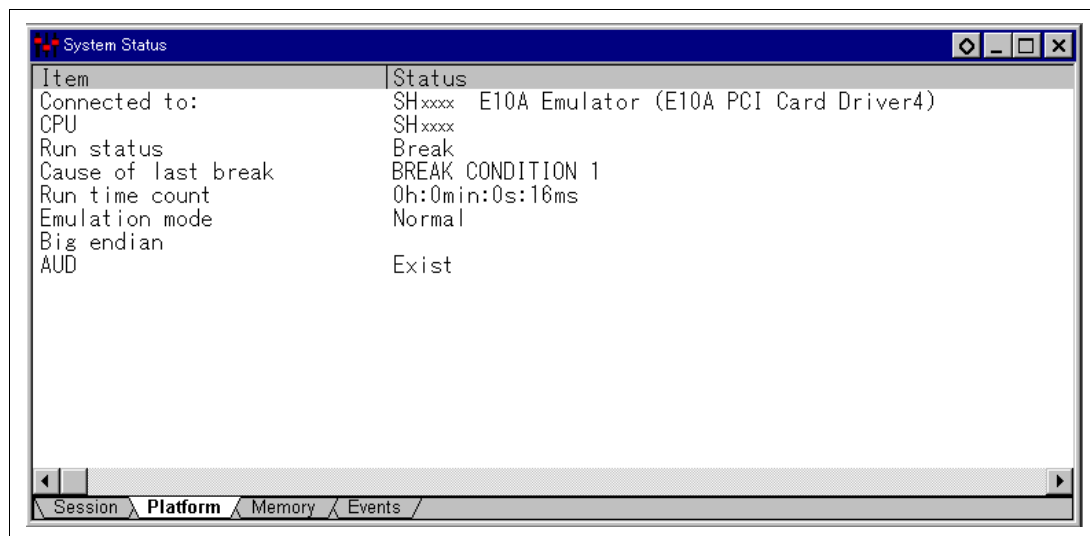 System Status
Item Status
Connected to: SHxxxx E10A Emulator (E10A PCI Card Driver4)
CPU SHxxxx
Run status Break
Cause of last break BREAK CONDITION 1
Run time count 0h:0min:0s:16ms
Emulation mode Normal
Big endian
AUD Exist
Session Platform Memory Events